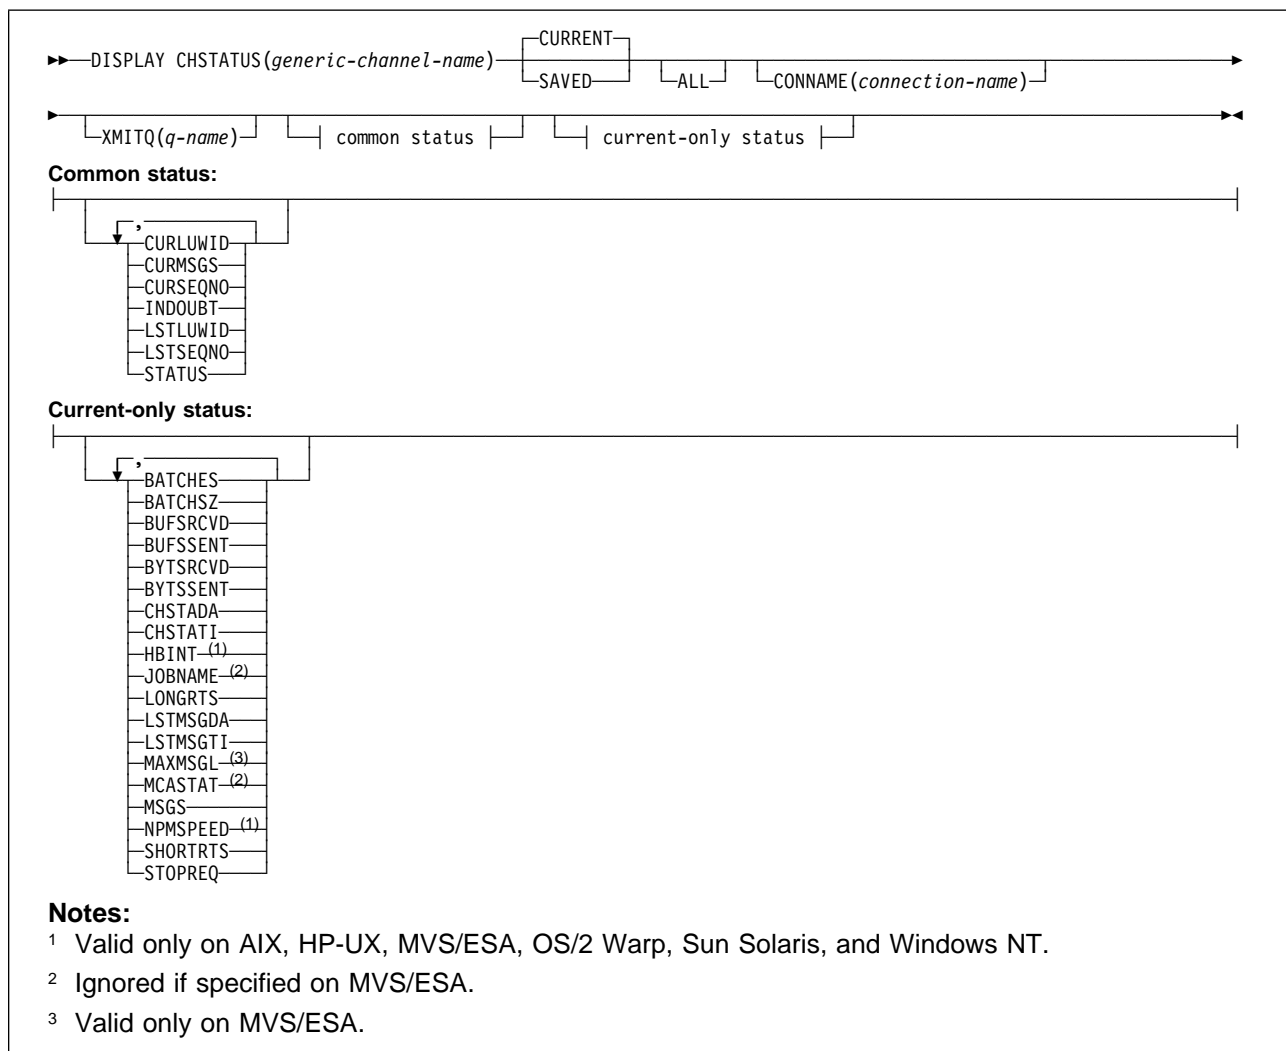 CURRENT
DISPLAY CHSTATUS(generic-channel-name)
SAVED
ALL
CONNAME(connection-name)
XMITQ(q-name)
common status
current-only status
Common status:
,
CURLUWID
CURMSGS
CURSEQNO
INDOUBT
LSTLUWID
LSTSEQNO
STATUS
Current-only status:
,
BATCHES
BATCHSZ
BUFSRCVD
BUFSSENT
BYTSRCVD
BYTSSENT
CHSTADA
CHSTATI
HBINT (1)
JOBNAME (2)
LONGRTS
LSTMSGDA
LSTMSGTI
MAXMSGL (3)
MCASTAT (2)
MSGS
NPMSPEED (1)
SHORTRTS
STOPREQ
Notes:
1 Valid only on AIX, HP-UX, MVS/ESA, OS/2 Warp, Sun Solaris, and Windows NT.
2 Ignored if specified on MVS/ESA.
3 Valid only on MVS/ESA.